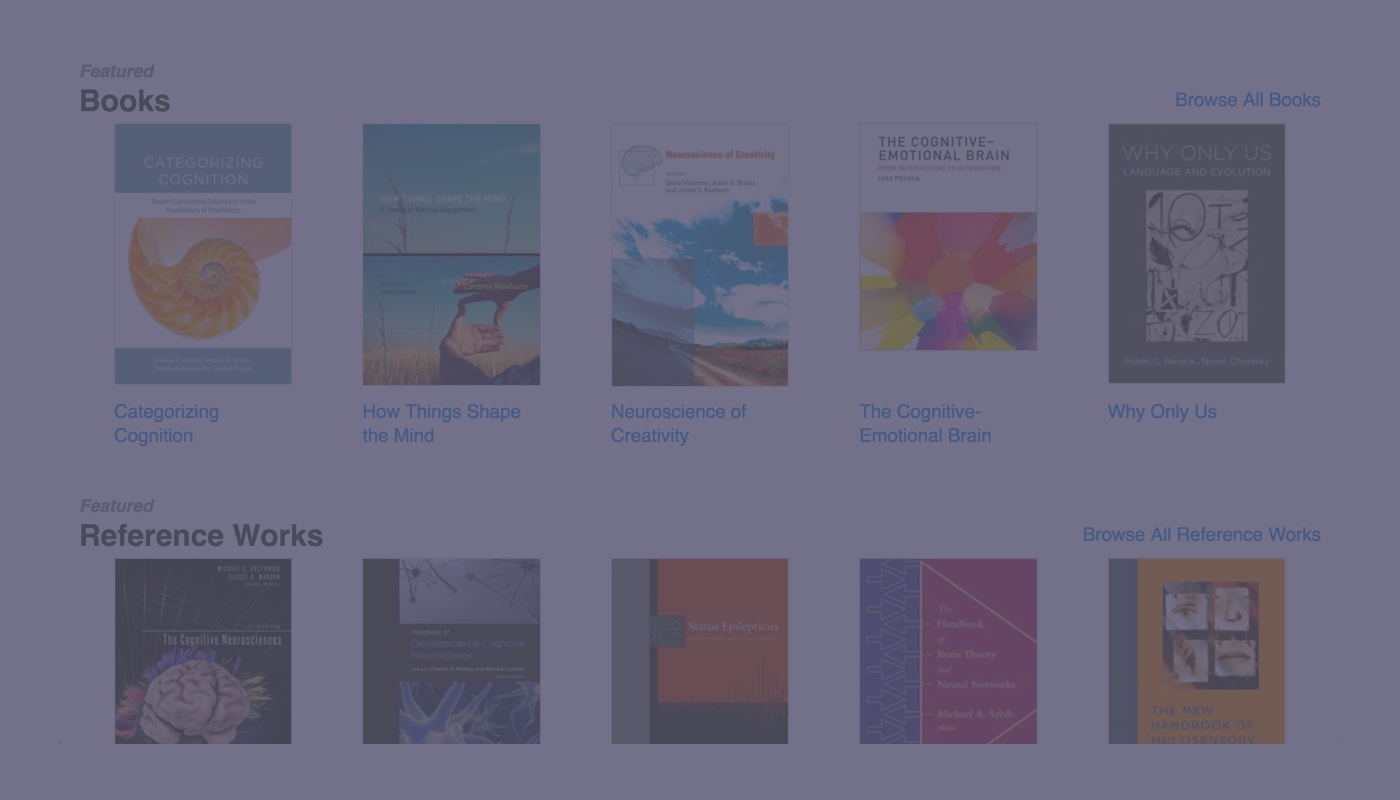 Featured
Books
Browse All Books
CATEGORIZING
COGNITION
Toward Conceptual Coherence in the
Foundations of Psychology
HOW THINGS SHAPE THE MIND
A Theory of Material Engagement
Lambros Malafouris
Neuroscience of Creativity
and James C. Kaufman
THE COGNITIVE-
EMOTIONAL BRAIN
FROM INTERACTIONS TO INTEGRATION
LUIZ PESSOA
WHY ONLY US
LANGUAGE AND EVOLUTION
Robert C. Berwick . Noam Chomsky
Categorizing
Cognition
How Things Shape
the Mind
Neuroscience of
Creativity
The Cognitive-
Emotional Brain
Why Only Us
Featured
Reference Works
Browse All Reference Works
MICHAEL S. GAZZANIGA
GEORGE R. MANGUN
FIFTH EDITION
The Cognitive Neurosciences
Handbook of
Developmental Cognitive
Neuroscience
edited by Charles A. Nelson and Monica Luciana
Status Epilepticus
The
Handbook
of
Brain Theory
and
Neural Networks
Michael A. Arbib
editor
THE NEW
HANDBOOK OF
MULTISENSORY